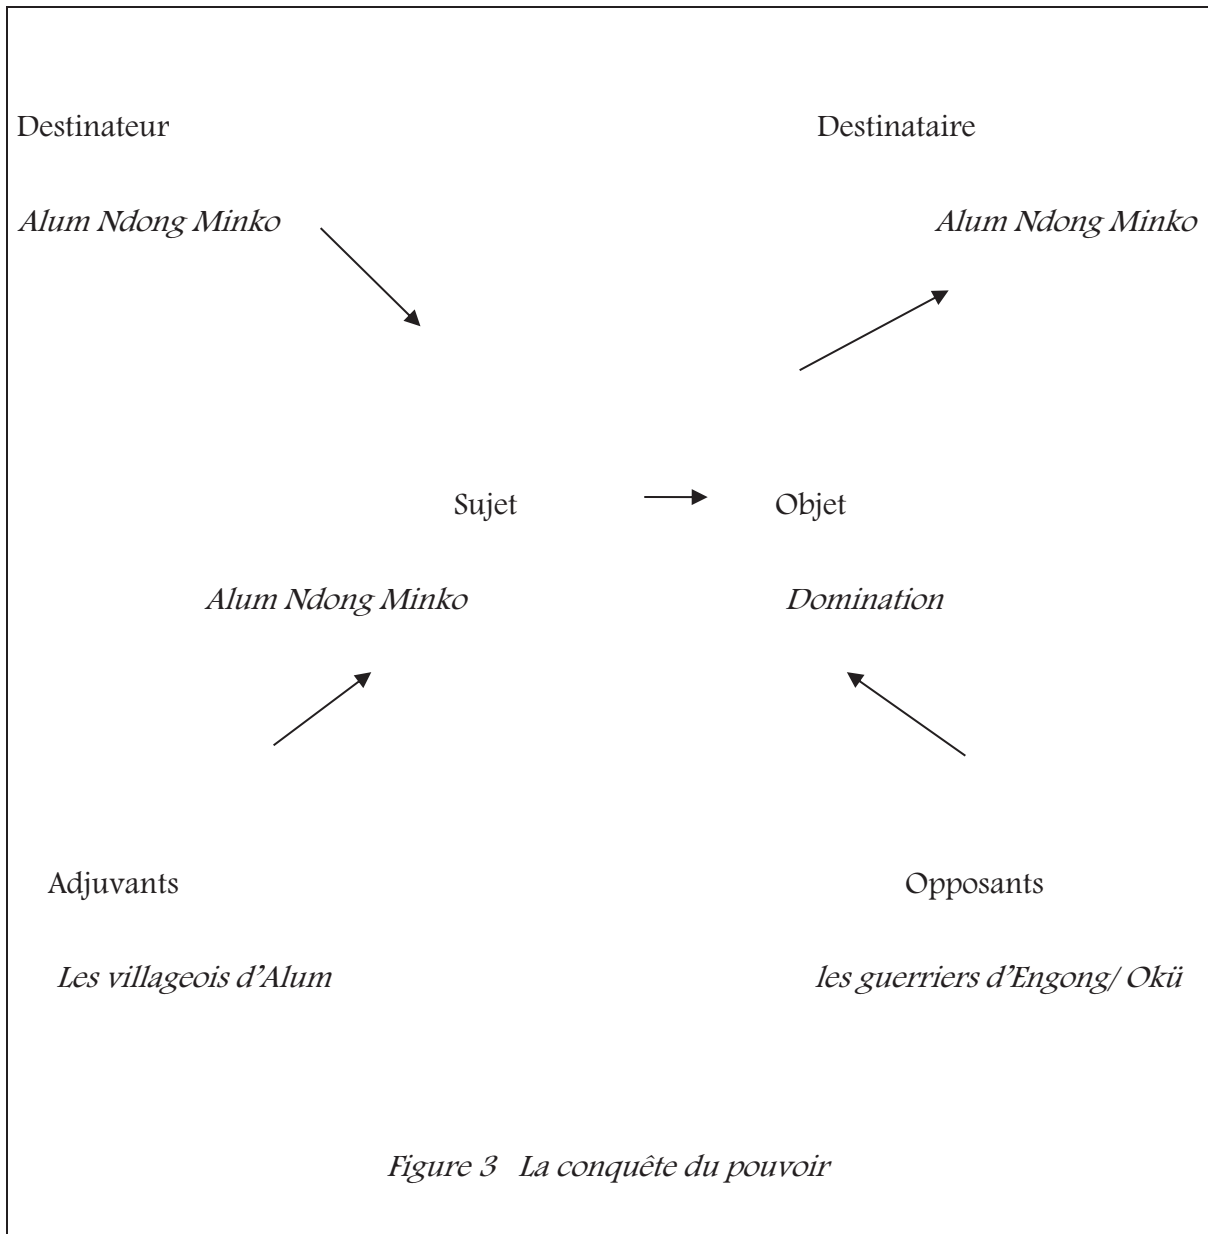 Destinateur Destinataire
Alum Ndong Minko Alum Ndong Minko
Sujet Objet
Alum Ndong Minko Domination
Adjuvants Opposants
Les villageois d’Alum les guerriers d’Engong/ Okü
Figure 3 La conquête du pouvoir